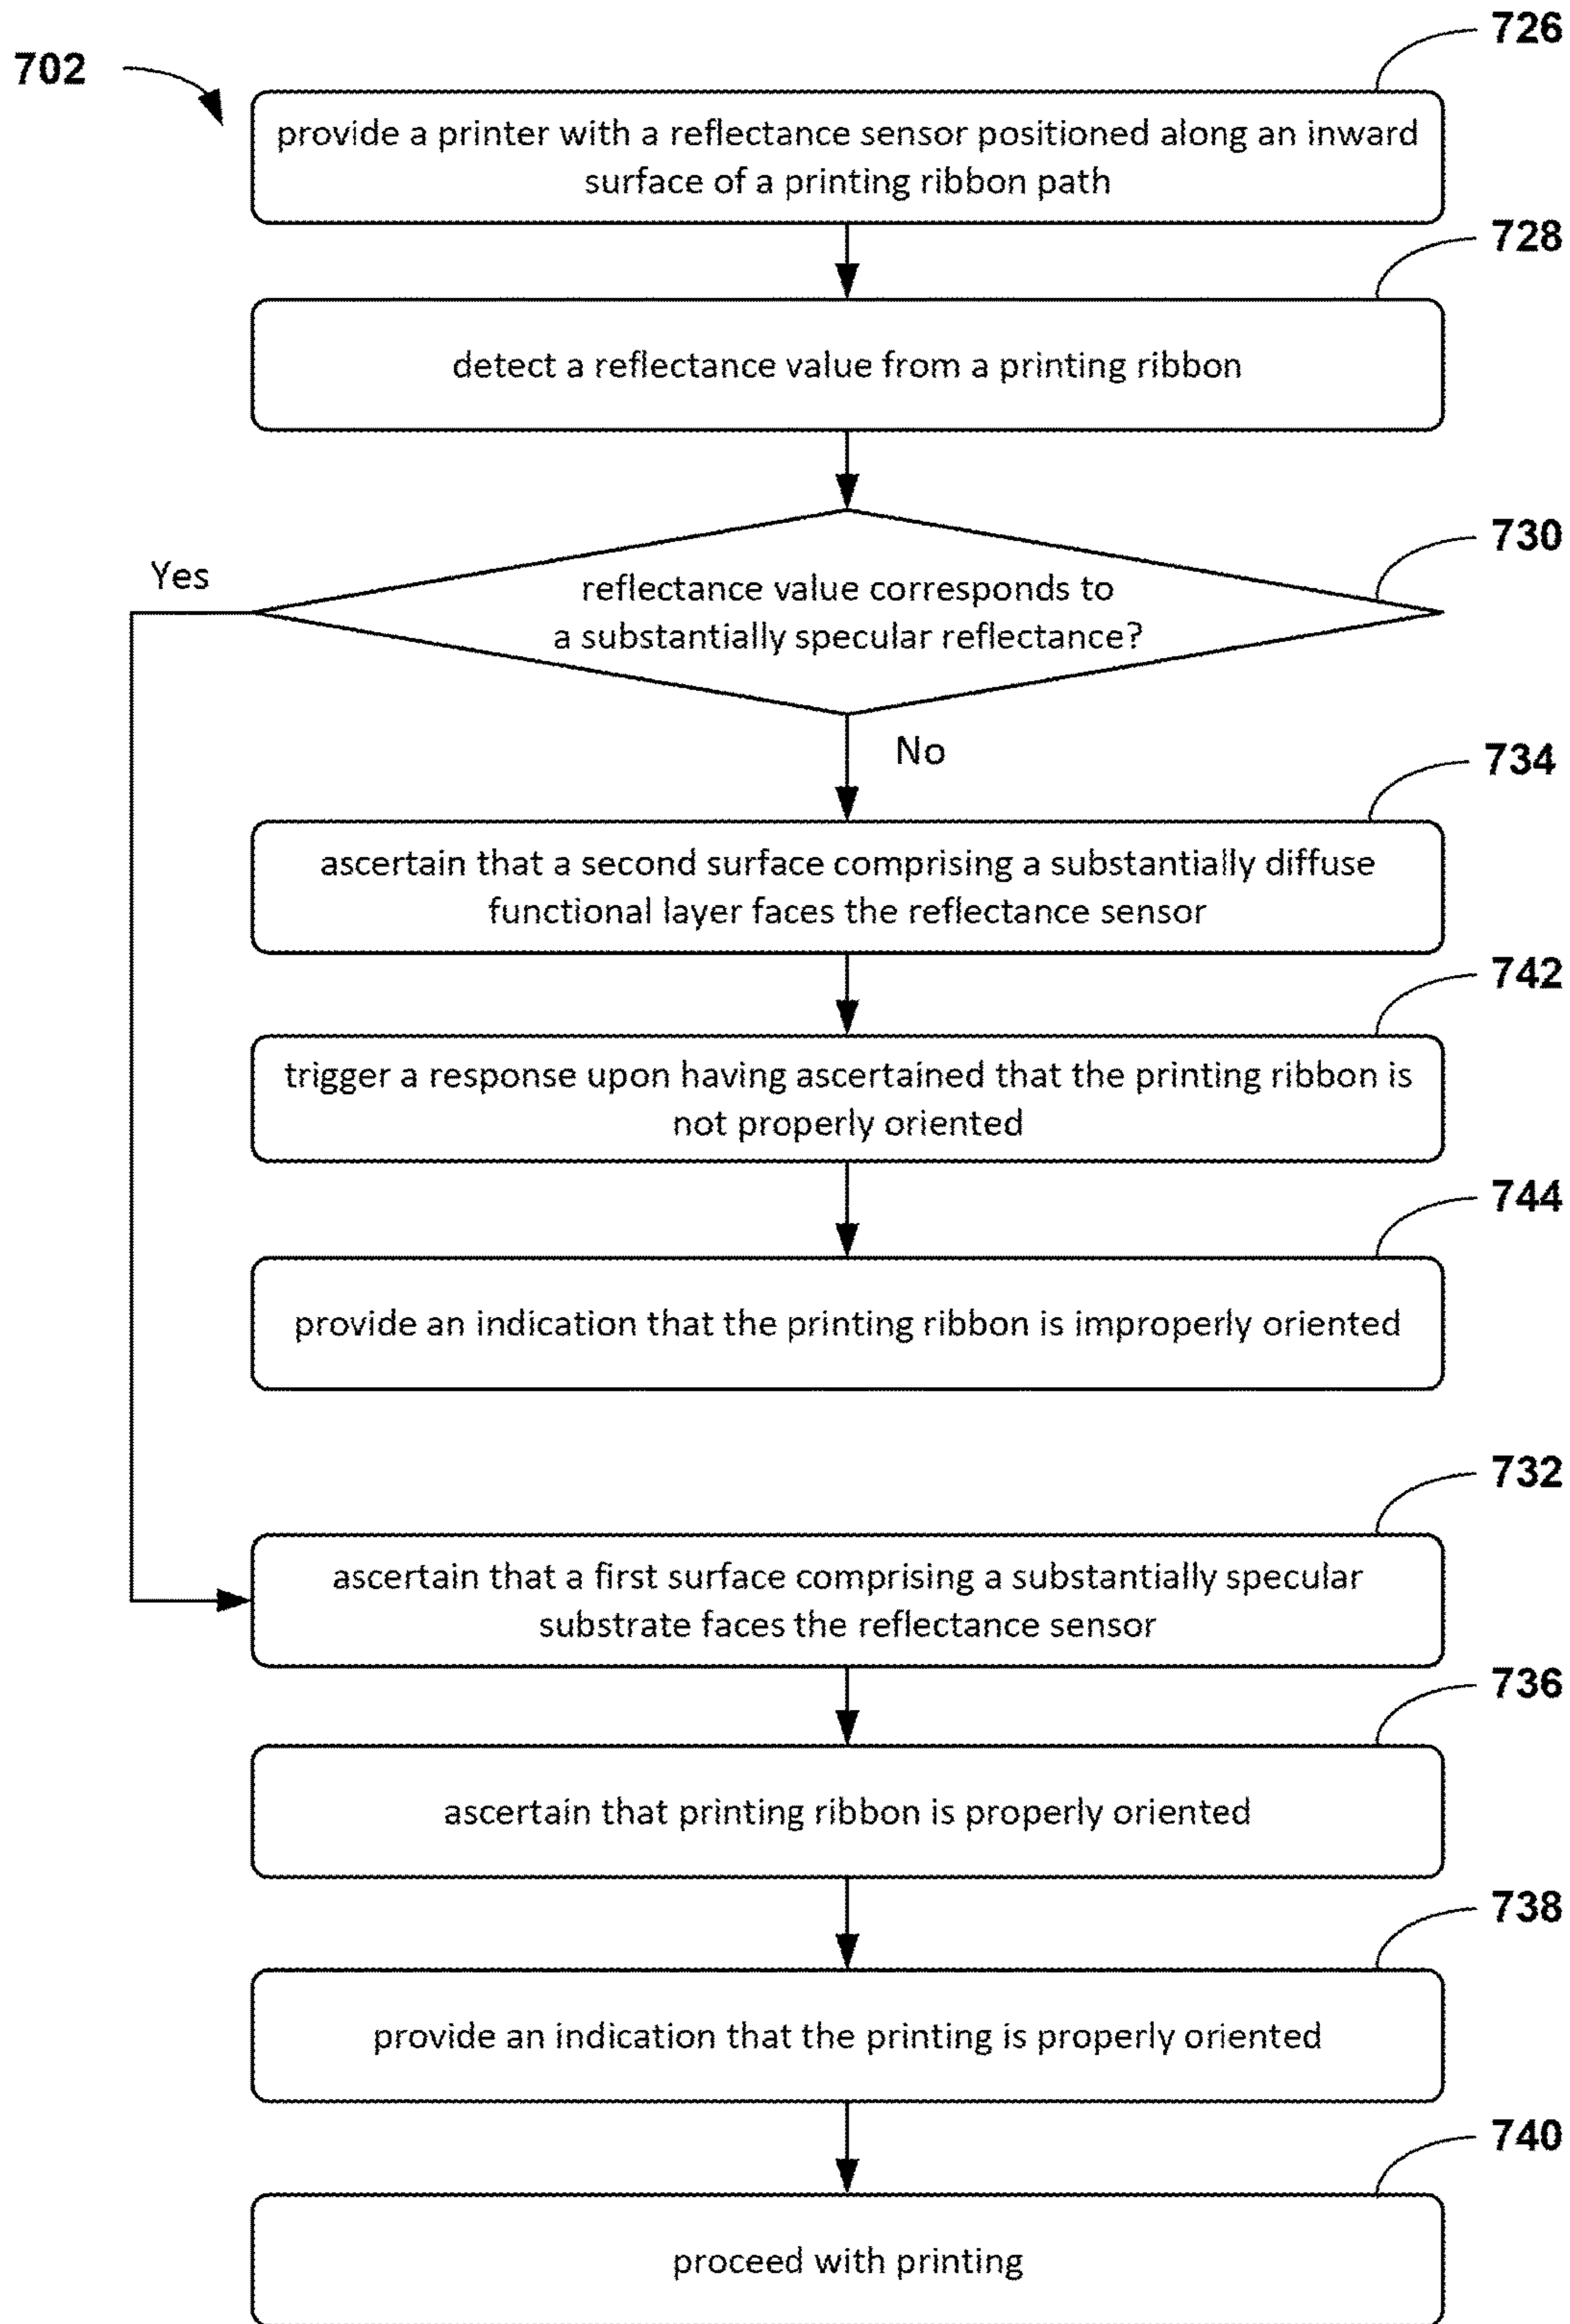 726
702
provide a printer with a reflectance sensor positioned along an inward
surface of a printing ribbon path
728
detect a reflectance value from a printing ribbon
730
Yes
reflectance value corresponds to
a substantially specular reflectance?
No
734
ascertain that a second surface comprising a substantially diffuse
functional layer faces the reflectance sensor
742
trigger a response upon having ascertained that the printing ribbon is
not properly oriented
744
provide an indication that the printing ribbon is improperly oriented
732
ascertain that a first surface comprising a substantially specular
substrate faces the reflectance sensor
736
ascertain that printing ribbon is properly oriented
738
provide an indication that the printing is properly oriented
740
proceed with printing